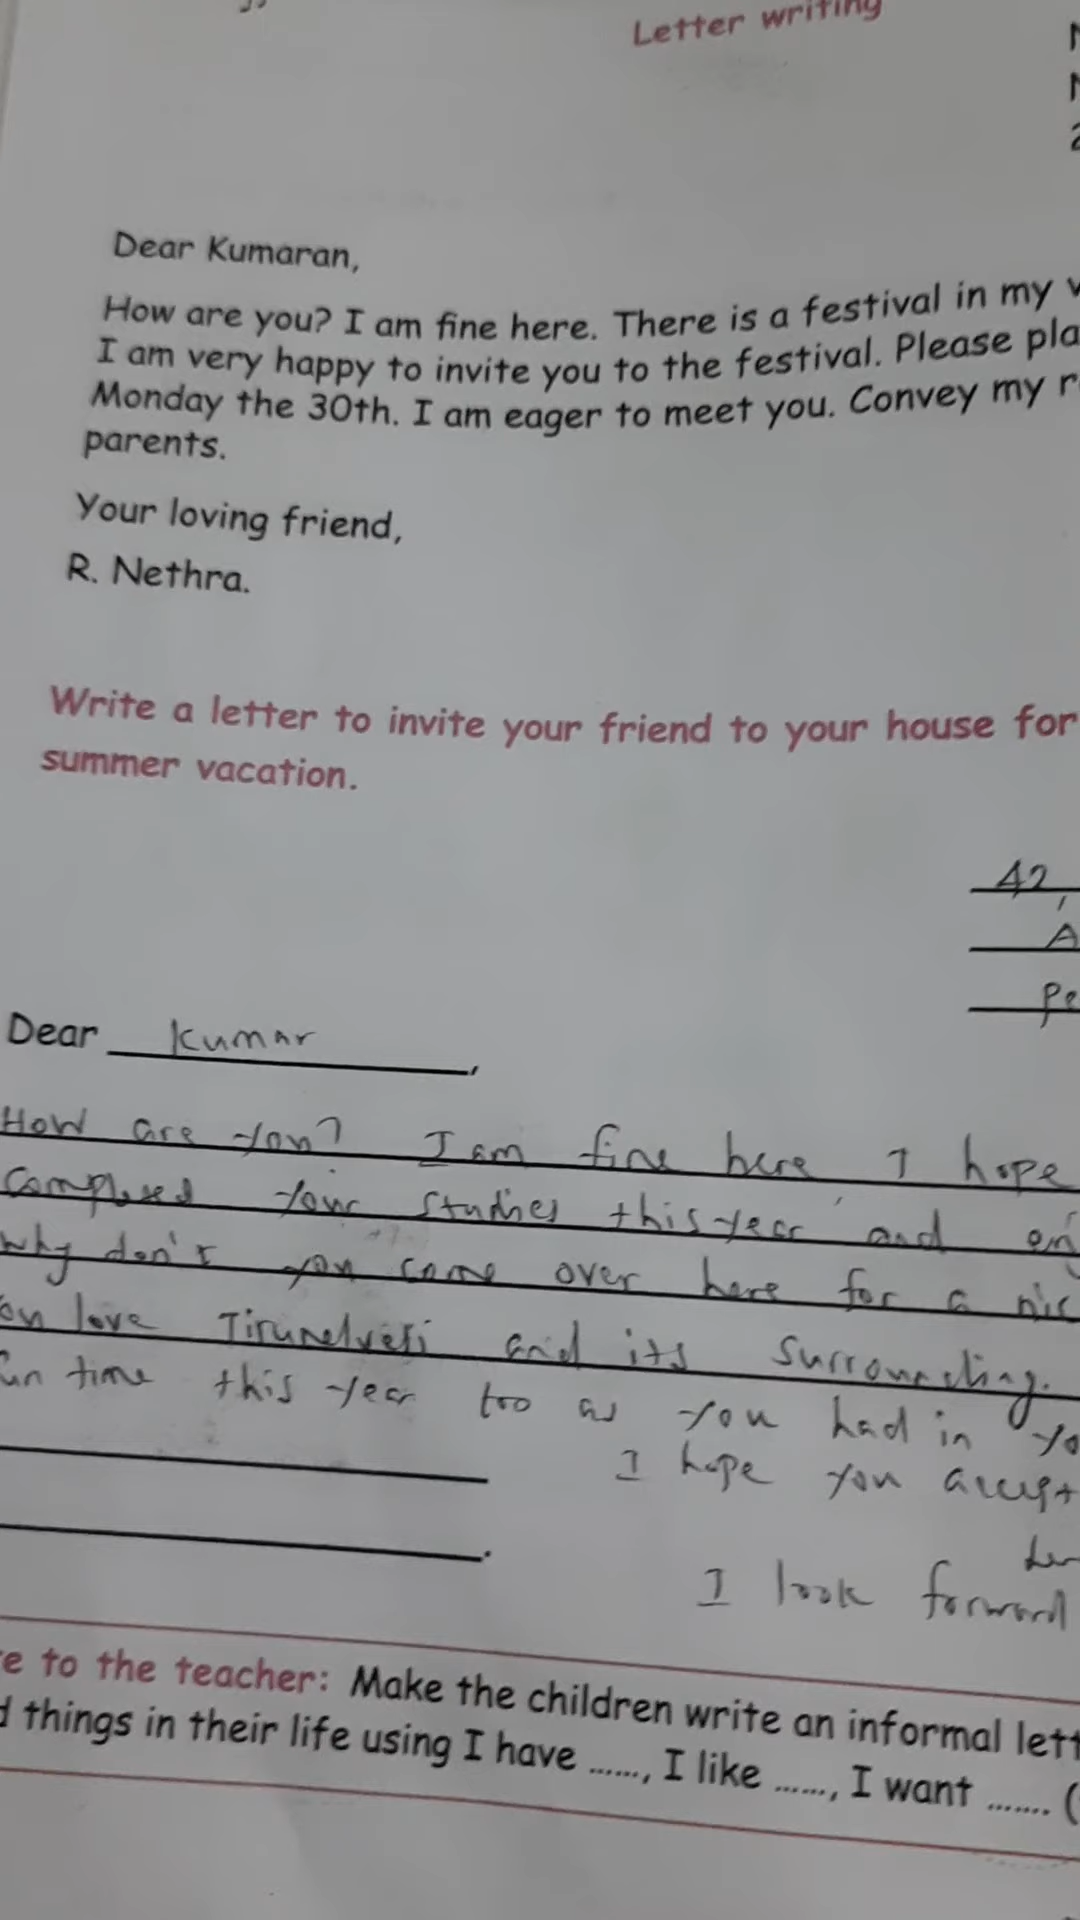 Letter writing
Dear Kumaran,
How are you? I am fine here. There is a festival in my
I am very happy to invite you to the festival. Please pla
Monday the 30th. I am eager to meet you. Convey my r
parents.
Your loving friend,
R. Nethra.
Write a letter to invite your friend to your house for
summer vacation.
42,
A
Pe
Dear Kumar,
How are you? I am fine here I hope
your studies this year and en
why don't you come over here for a nic
love Tirunelveli and its surrounding.
time this year too as you had in yo
I hope you accept
I look forward
e to the teacher: Make the children write an informal lett
d things in their life using I have ......, I like ......, I want ....... (